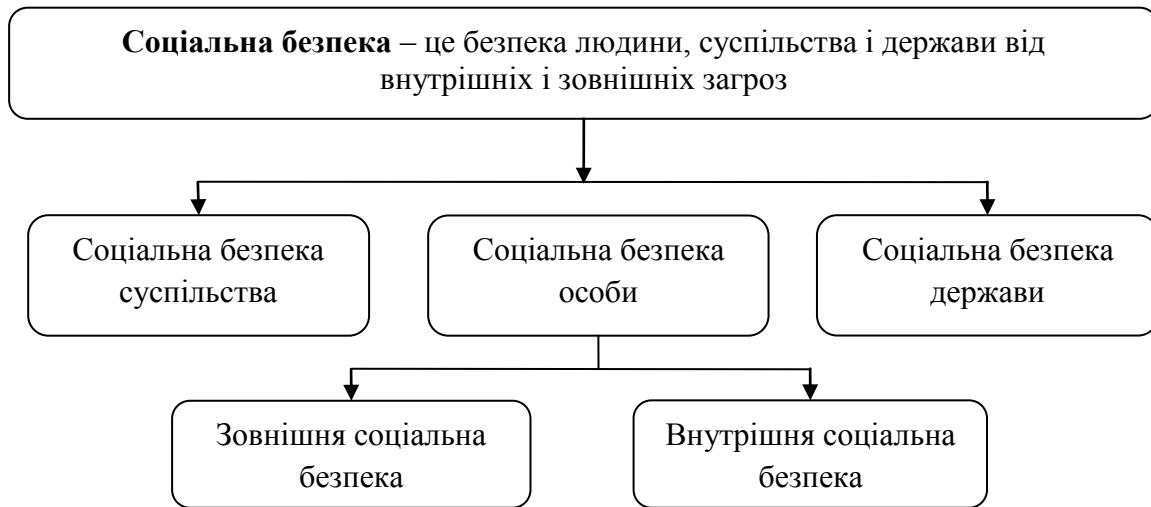 Соціальна безпека – це безпека людини, суспільства і держави від
внутрішніх і зовнішніх загроз
Соціальна безпека
суспільства
Соціальна безпека
особи
Соціальна безпека
держави
Зовнішня соціальна
безпека
Внутрішня соціальна
безпека